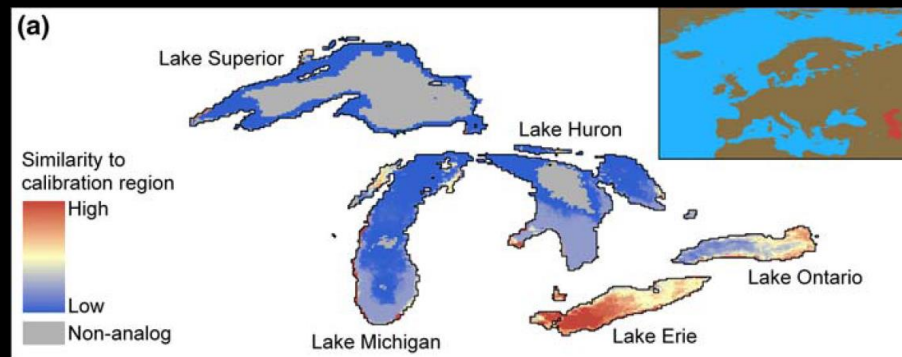 (a)
Lake Superior
Lake Huron
Similarity to
calibration region
High
Low
Non-analog
Lake Michigan
Lake Erie
Lake Ontario